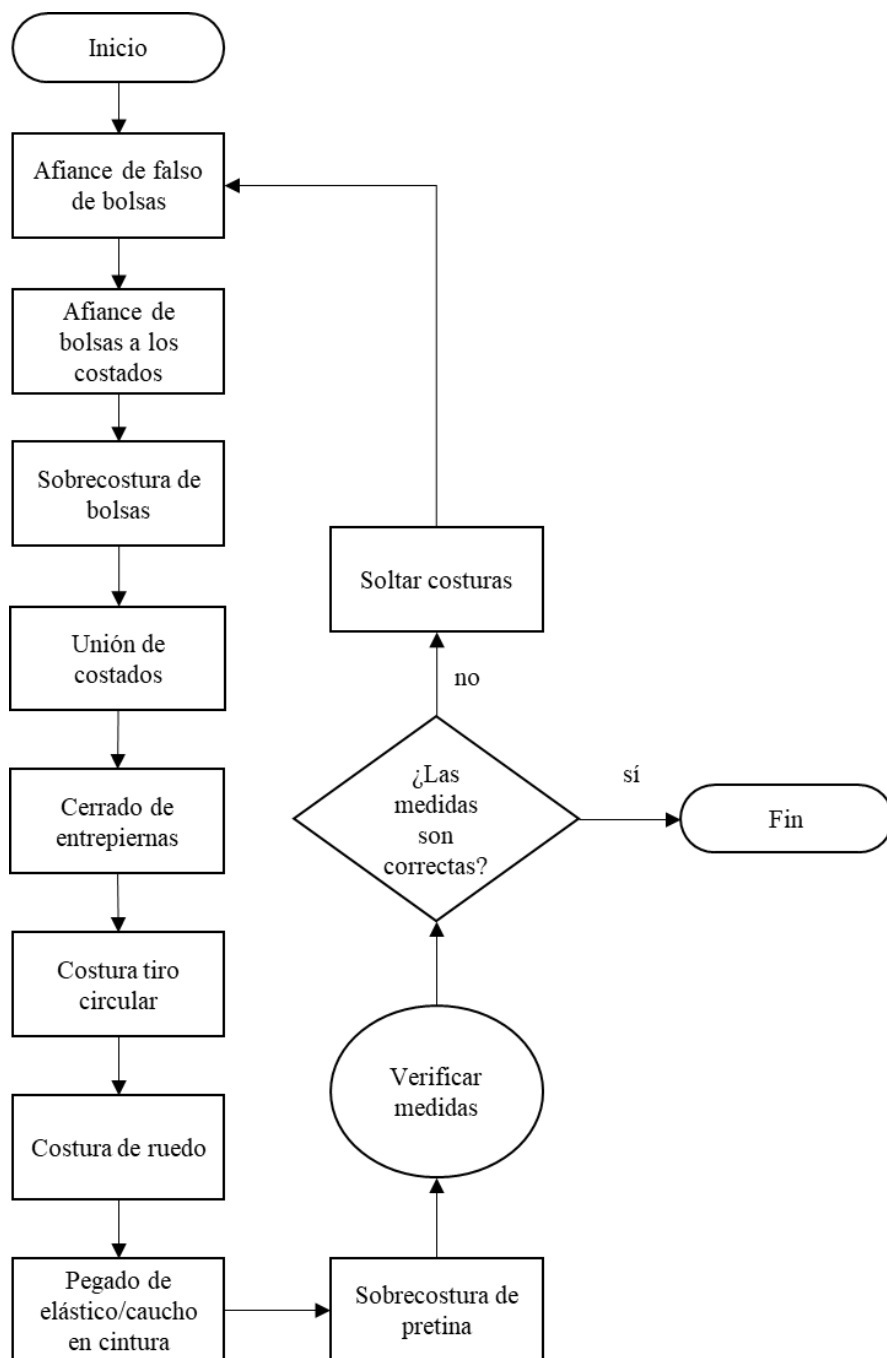 Inicio
Afiance de falso
de bolsas
Afiance de
bolsas a los
costados
Sobrecostura de
bolsas
Unión de
costados
Cerrado de
entrepiernas
Costura tiro
circular
Costura de ruedo
Pegado de
elástico/caucho
en cintura
Sobrecostura de
pretina
Verificar
medidas
¿Las
medidas
son
correctas?
no
Soltar costuras
sí
Fin